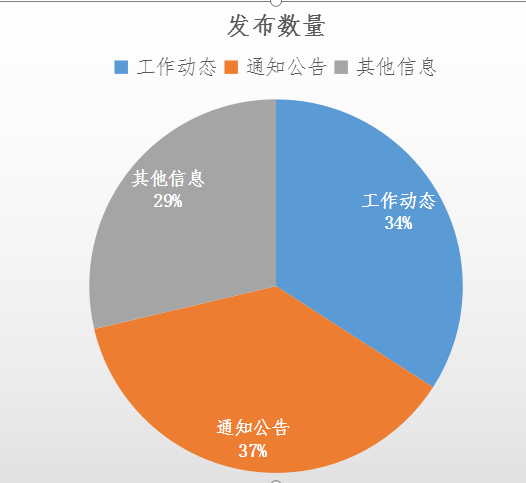 发布数量
工作动态 通知公告 其他信息
其他信息
29%
工作动态
34%
通知公告
37%